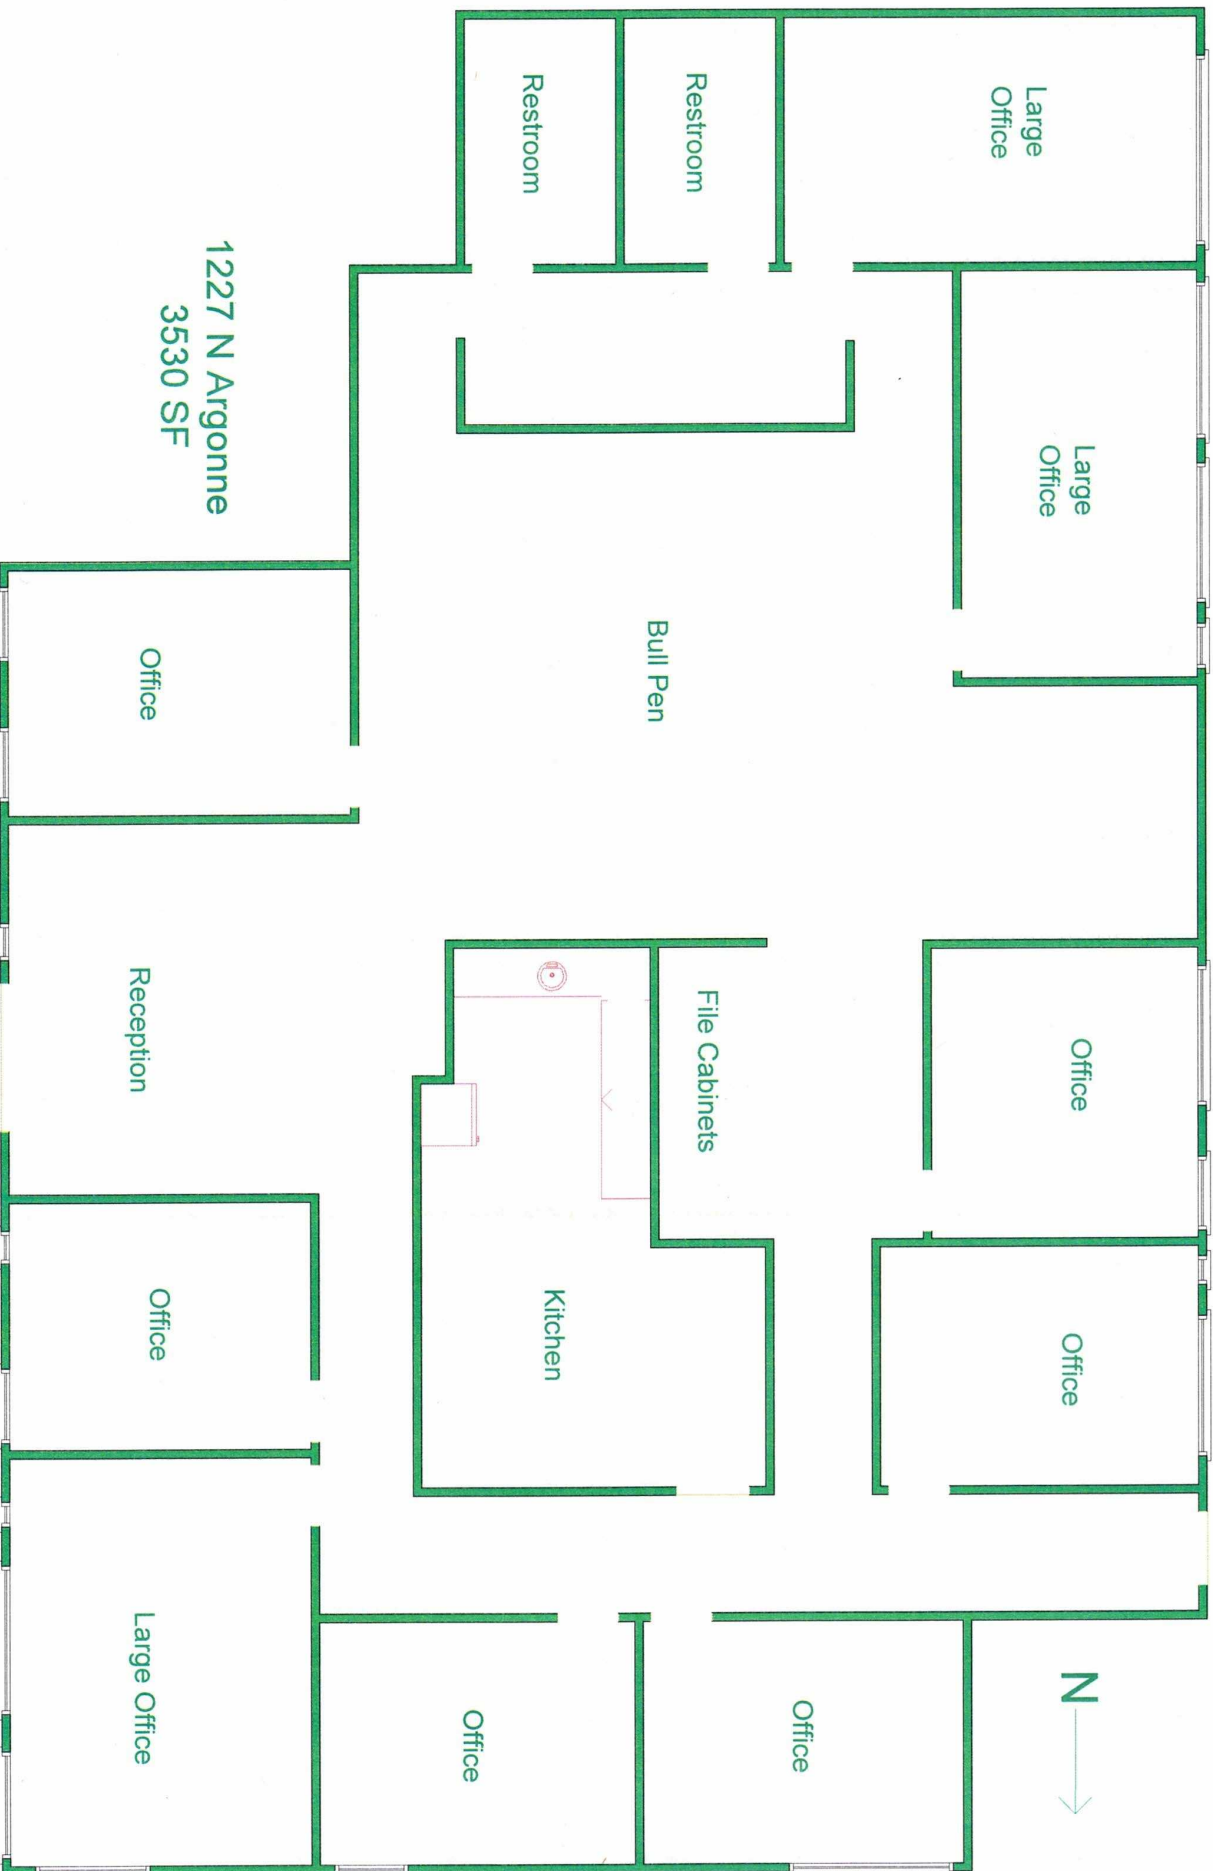 Large
Office
Large
Office
Office
Office
N
Restroom
Bull Pen
File Cabinets
Office
Restroom
Kitchen
Office
1227 N Argonne
3530 SF
Office
Reception
Office
Large Office